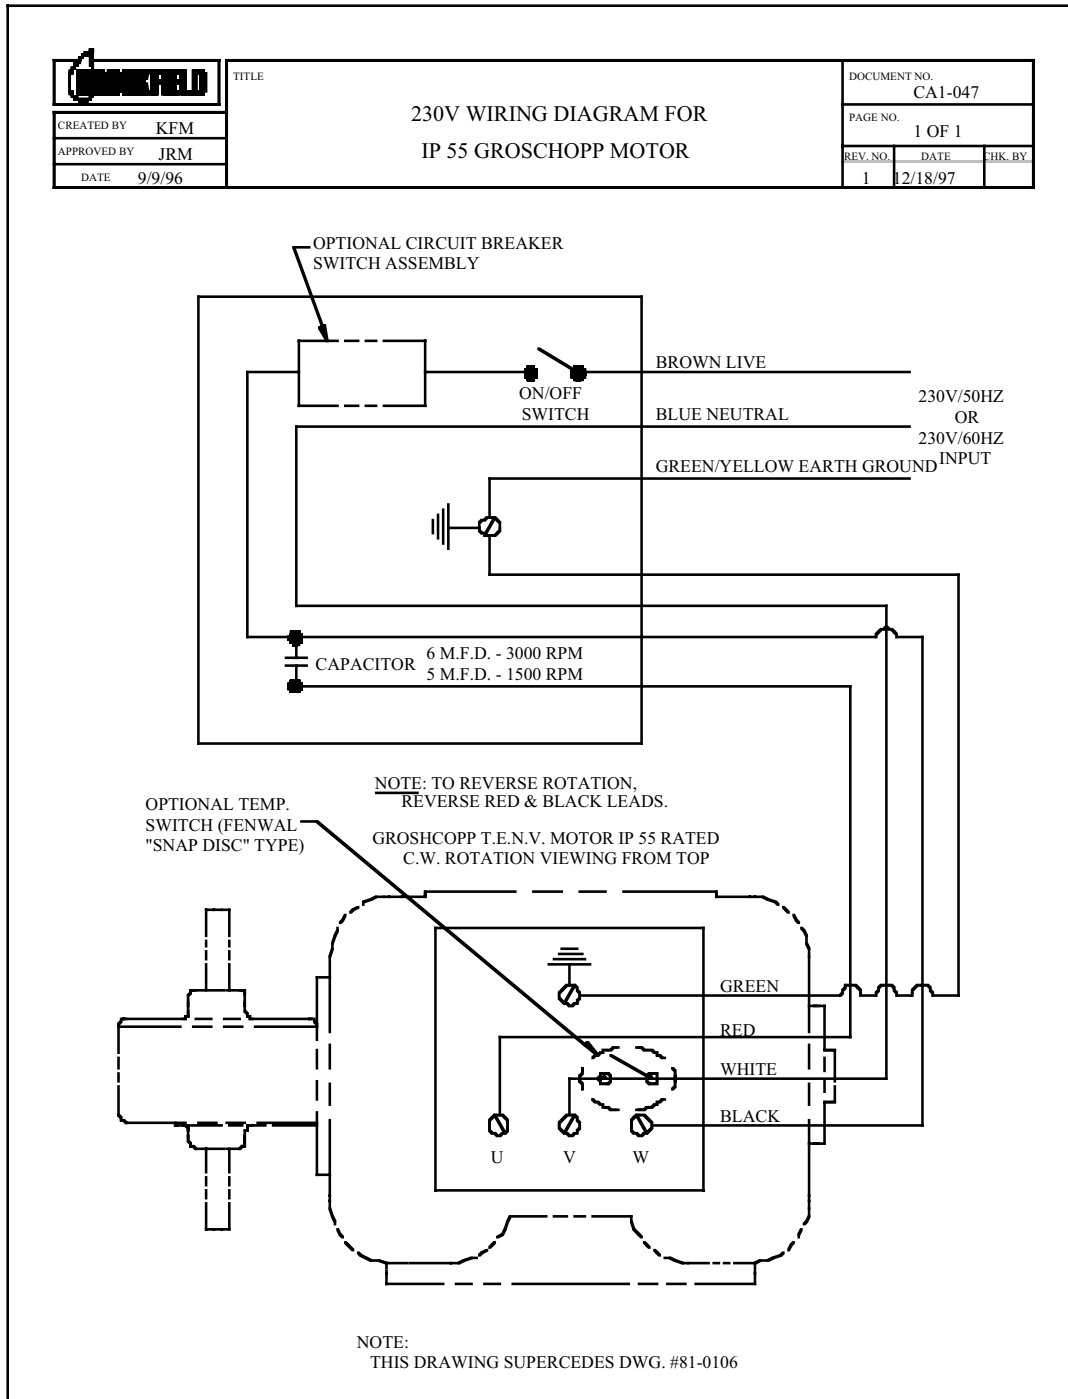 TITLE
230V WIRING DIAGRAM FOR
IP 55 GROSCHOPP MOTOR
CREATED BY KFM
APPROVED BY JRM
DATE 9/9/96
DOCUMENT NO.
CA1-047
PAGE NO.
1 OF 1
REV. NO. DATE CHK. BY
1 12/18/97
OPTIONAL CIRCUIT BREAKER
SWITCH ASSEMBLY
ON/OFF
SWITCH
BROWN LIVE
BLUE NEUTRAL
GREEN/YELLOW EARTH GROUND
230V/50HZ
OR
230V/60HZ
INPUT
CAPACITOR
6 M.F.D. - 3000 RPM
5 M.F.D. - 1500 RPM
NOTE: TO REVERSE ROTATION,
REVERSE RED & BLACK LEADS.
OPTIONAL TEMP.
SWITCH (FENWAL
"SNAP DISC" TYPE)
GROSHCOPP T.E.N.V. MOTOR IP 55 RATED
C.W. ROTATION VIEWING FROM TOP
GREEN
RED
WHITE
BLACK
U V W
NOTE:
THIS DRAWING SUPERCEDES DWG. #81-0106